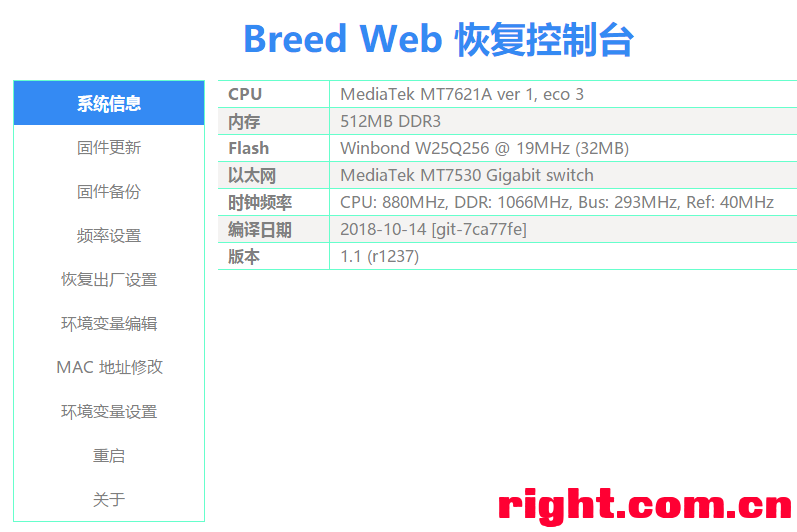 Breed Web 恢复控制台
系统信息
固件更新
固件备份
频率设置
恢复出厂设置
环境变量编辑
MAC 地址修改
环境变量设置
重启
关于
CPU MediaTek MT7621A ver 1, eco 3
内存 512MB DDR3
Flash Winbond W25Q256 @ 19MHz (32MB)
以太网 MediaTek MT7530 Gigabit switch
时钟频率 CPU: 880MHz, DDR: 1066MHz, Bus: 293MHz, Ref: 40MHz
编译日期 2018-10-14 [git-7ca77fe]
版本 1.1 (r1237)
right.com.cn